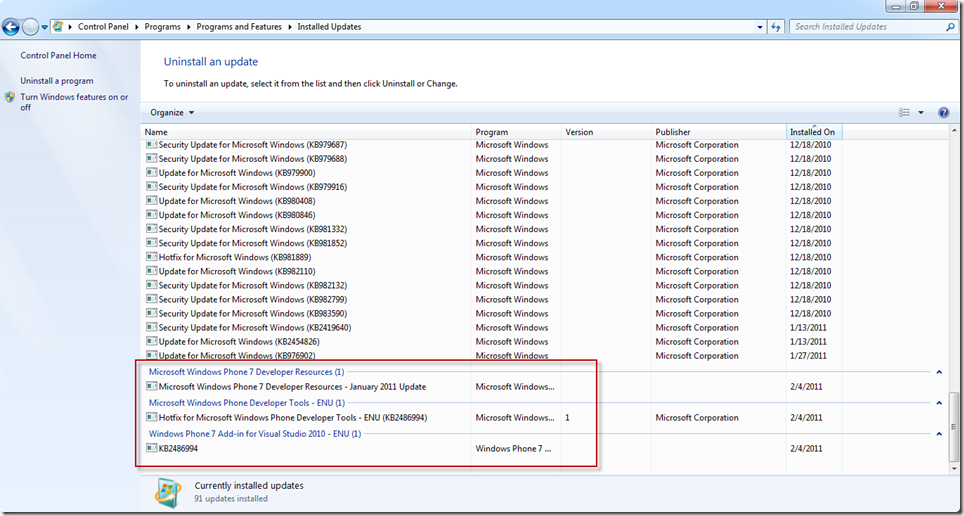 Control Panel ▸ Programs ▸ Programs and Features ▸ Installed Updates
Search Installed Updates
Control Panel Home
Uninstall a program
Turn Windows features on or
off
Uninstall an update
To uninstall an update, select it from the list and then click Uninstall or Change.
Organize
Name Program Version Publisher Installed On
Security Update for Microsoft Windows (KB979687) Microsoft Windows Microsoft Corporation 12/18/2010
Security Update for Microsoft Windows (KB979688) Microsoft Windows Microsoft Corporation 12/18/2010
Update for Microsoft Windows (KB979900) Microsoft Windows Microsoft Corporation 12/18/2010
Security Update for Microsoft Windows (KB979916) Microsoft Windows Microsoft Corporation 12/18/2010
Update for Microsoft Windows (KB980408) Microsoft Windows Microsoft Corporation 12/18/2010
Update for Microsoft Windows (KB980846) Microsoft Windows Microsoft Corporation 12/18/2010
Security Update for Microsoft Windows (KB981332) Microsoft Windows Microsoft Corporation 12/18/2010
Security Update for Microsoft Windows (KB981852) Microsoft Windows Microsoft Corporation 12/18/2010
Hotfix for Microsoft Windows (KB981889) Microsoft Windows Microsoft Corporation 12/18/2010
Update for Microsoft Windows (KB982110) Microsoft Windows Microsoft Corporation 12/18/2010
Security Update for Microsoft Windows (KB982132) Microsoft Windows Microsoft Corporation 12/18/2010
Security Update for Microsoft Windows (KB982799) Microsoft Windows Microsoft Corporation 12/18/2010
Security Update for Microsoft Windows (KB983590) Microsoft Windows Microsoft Corporation 12/18/2010
Security Update for Microsoft Windows (KB2419640) Microsoft Windows Microsoft Corporation 1/13/2011
Update for Microsoft Windows (KB2454826) Microsoft Windows Microsoft Corporation 1/13/2011
Update for Microsoft Windows (KB976902) Microsoft Windows Microsoft Corporation 1/27/2011
Microsoft Windows Phone 7 Developer Resources (1)
Microsoft Windows Phone 7 Developer Resources - January 2011 Update Microsoft Windows... 2/4/2011
Microsoft Windows Phone Developer Tools - ENU (1)
Hotfix for Microsoft Windows Phone Developer Tools - ENU (KB2486994) Microsoft Windows... 1 Microsoft Corporation 2/4/2011
Windows Phone 7 Add-in for Visual Studio 2010 - ENU (1)
KB2486994 Windows Phone 7 ... 2/4/2011
Currently installed updates
91 updates installed